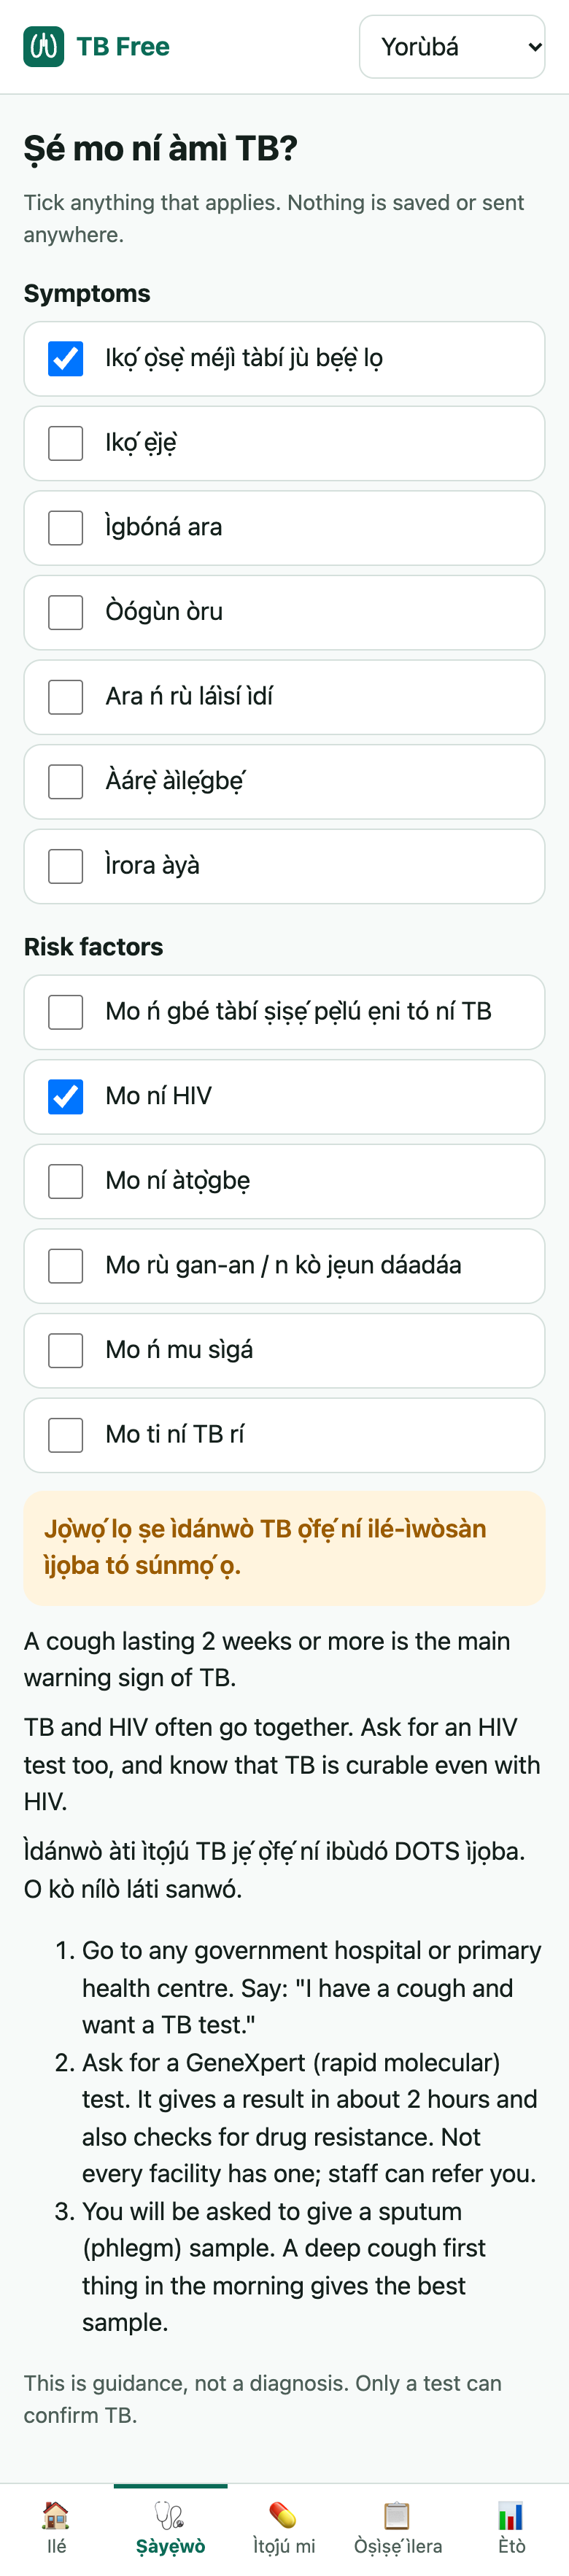 TB Free
Yorùbá
Ṣé mo ní àmì TB?
Tick anything that applies. Nothing is saved or sent
anywhere.
Symptoms
Ikọ́ ọ̀sẹ̀ méjì tàbí jù bẹ́ẹ̀ lọ
Ikọ́ ẹ̀jẹ̀
Ìgbóná ara
Òógùn òru
Ara ń rù láìsí ìdí
Àárẹ̀ àìlẹ́gbẹ́
Ìrora àyà
Risk factors
Mo ń gbé tàbí ṣiṣẹ́ pẹ̀lú ẹni tó ní TB
Mo ní HIV
Mo ní àtọ̀gbẹ
Mo rù gan-an / n kò jẹun dáadáa
Mo ń mu sìgá
Mo ti ní TB rí
Jọ̀wọ́ lọ ṣe ìdánwò TB ọ̀fẹ́ ní ilé-ìwòsàn
ìjọba tó súnmọ́ ọ.
A cough lasting 2 weeks or more is the main
warning sign of TB.
TB and HIV often go together. Ask for an HIV
test too, and know that TB is curable even with
HIV.
Ìdánwò àti ìtọ́jú TB jẹ́ ọ̀fẹ́ ní ibùdó DOTS ìjọba.
O kò nílò láti sanwó.
1. Go to any government hospital or primary
health centre. Say: "I have a cough and
want a TB test."
2. Ask for a GeneXpert (rapid molecular)
test. It gives a result in about 2 hours and
also checks for drug resistance. Not
every facility has one; staff can refer you.
3. You will be asked to give a sputum
(phlegm) sample. A deep cough first
thing in the morning gives the best
sample.
This is guidance, not a diagnosis. Only a test can
confirm TB.
Ilé
Ṣàyẹ̀wò
Ìtọ́jú mi
Òṣìṣẹ́ ìlera
Ètò